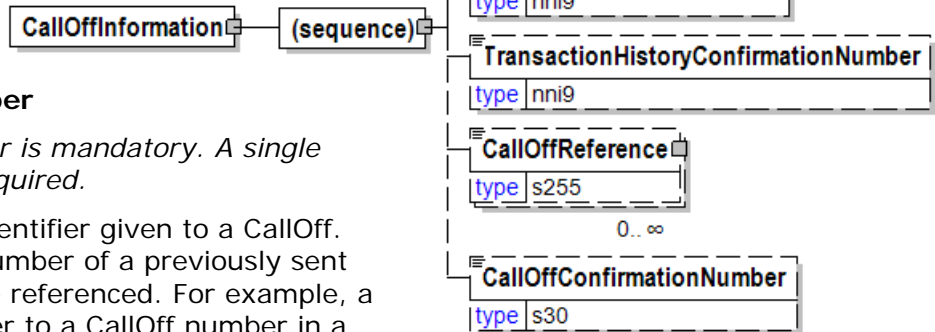 type nni9
CallOffInformation
(sequence)
TransactionHistoryConfirmationNumber
type nni9
CallOffReference
type s255
0.. ∞
CallOffConfirmationNumber
type s30
ber
r is mandatory. A single
quired.
entifier given to a CallOff.
umber of a previously sent
referenced. For example, a
er to a CallOff number in a